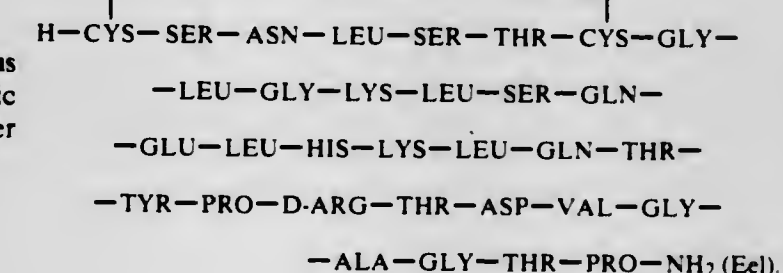 H—CYS—SER—ASN—LEU—SER—THR—CYS—GLY—
—LEU—GLY—LYS—LEU—SER—GLN—
—GLU—LEU—HIS—LYS—LEU—GLN—THR—
—TYR—PRO—D-ARG—THR—ASP—VAL—GLY—
—ALA—GLY—THR—PRO—NH₂ (Eel).